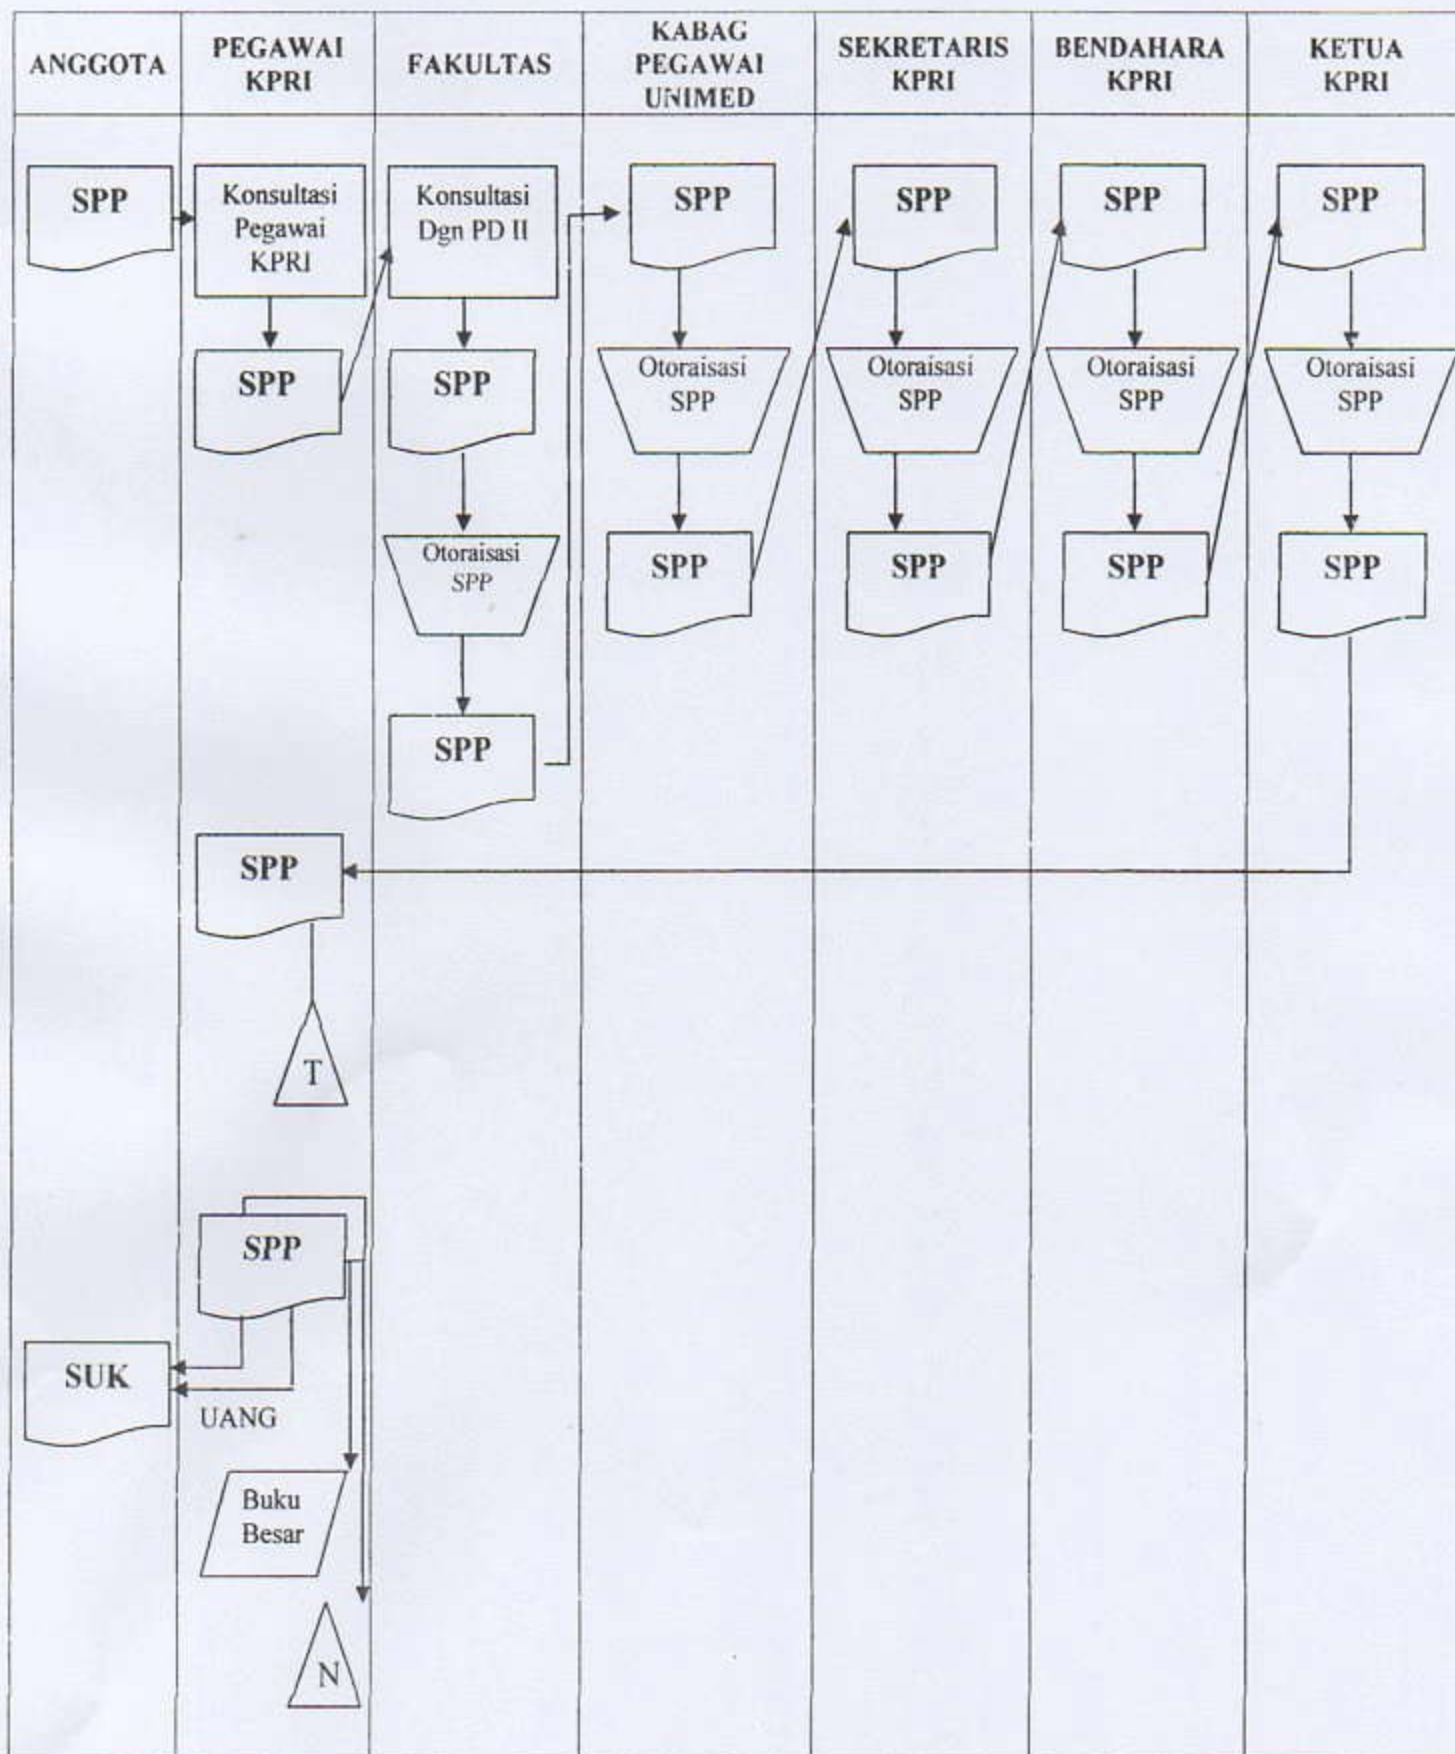 ANGGOTA
PEGAWAI
KPRI
FAKULTAS
KABAG
PEGAWAI
UNIMED
SEKRETARIS
KPRI
BENDAHARA
KPRI
KETUA
KPRI
SPP
Konsultasi
Pegawai
KPRI
Konsultasi
Dgn PD II
SPP
SPP
SPP
SPP
SPP
SPP
Otoraisasi
SPP
Otoraisasi
SPP
Otoraisasi
SPP
Otoraisasi
SPP
Otoraisasi
SPP
SPP
SPP
SPP
SPP
SPP
SPP
T
SPP
SUK
UANG
Buku
Besar
N